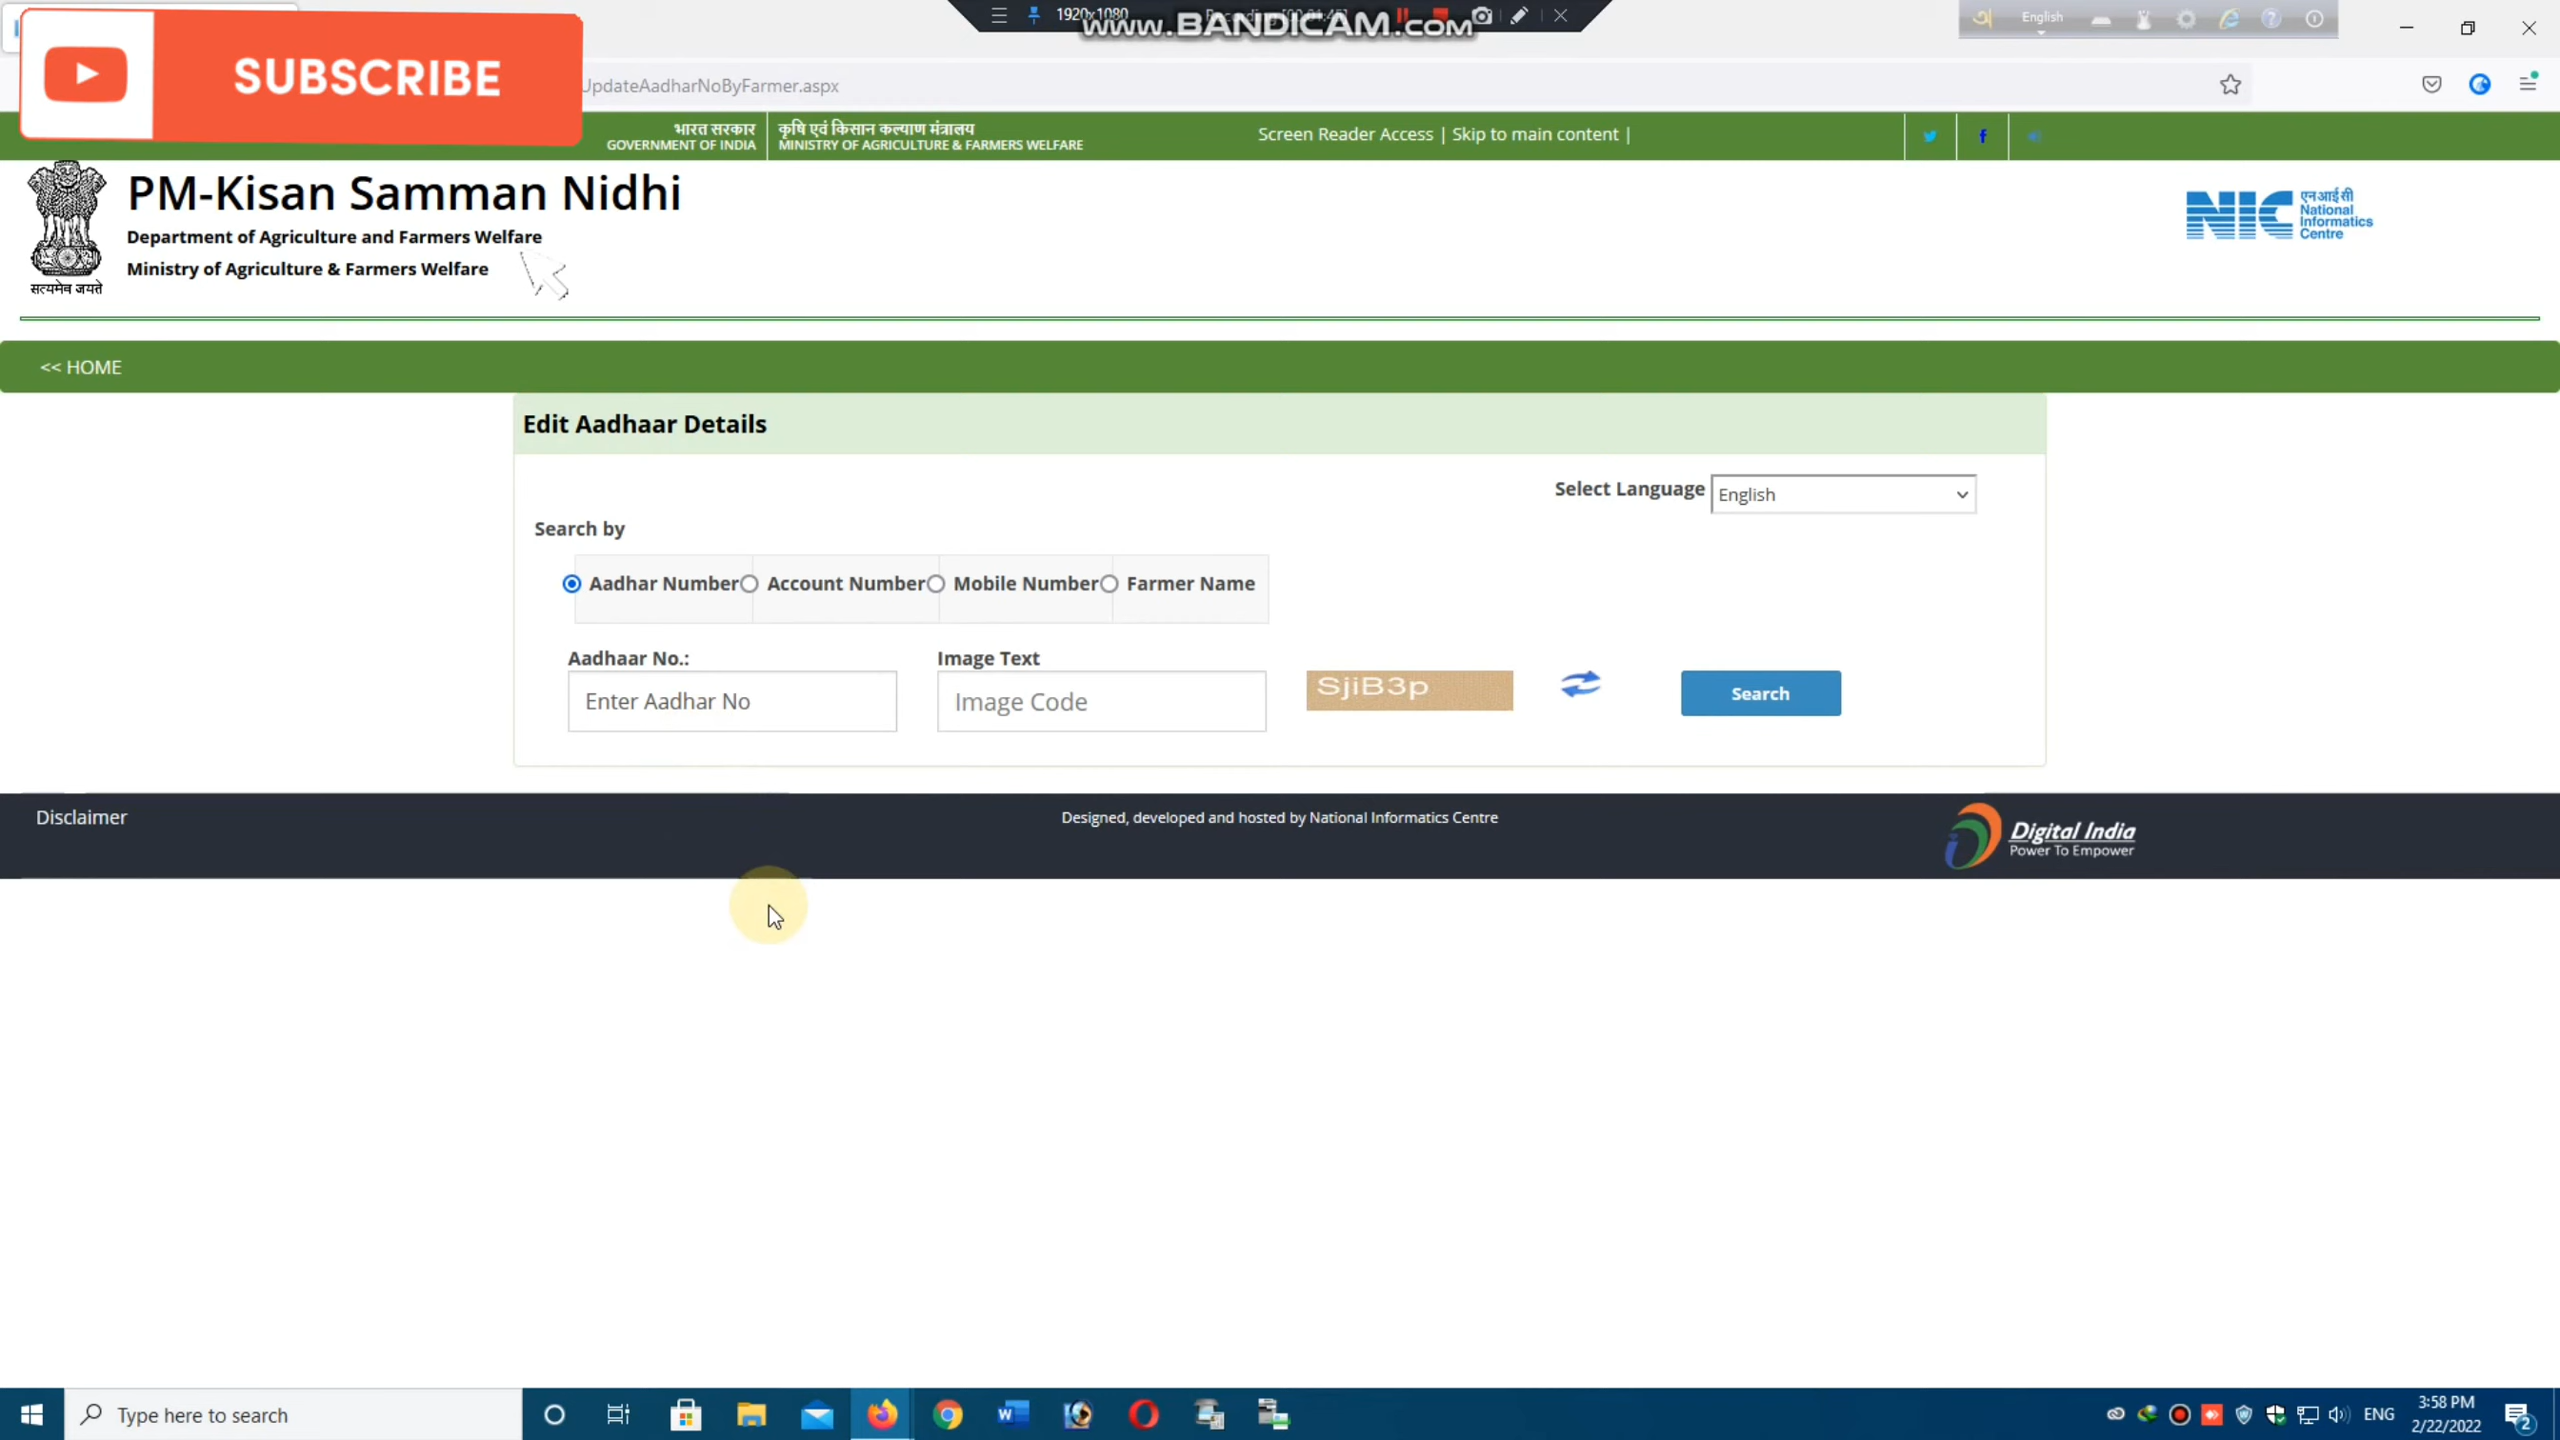 1920x1080
www.BANDICAM.com
English
SUBSCRIBE
UpdateAadharNoByFarmer.aspx
भारत सरकार
GOVERNMENT OF INDIA
कृषि एवं किसान कल्याण मंत्रालय
MINISTRY OF AGRICULTURE & FARMERS WELFARE
Screen Reader Access | Skip to main content |
PM-Kisan Samman Nidhi
Department of Agriculture and Farmers Welfare
Ministry of Agriculture & Farmers Welfare
सत्यमेव जयते
NIC
एनआईसी
National
Informatics
Centre
<< HOME
Edit Aadhaar Details
Select Language English
Search by
Aadhar Number Account Number Mobile Number Farmer Name
Aadhaar No.: Image Text
Enter Aadhar No Image Code SjiB3p Search
Disclaimer
Designed, developed and hosted by National Informatics Centre
Digital India
Power To Empower
Type here to search
ENG
3:58 PM
2/22/2022
2